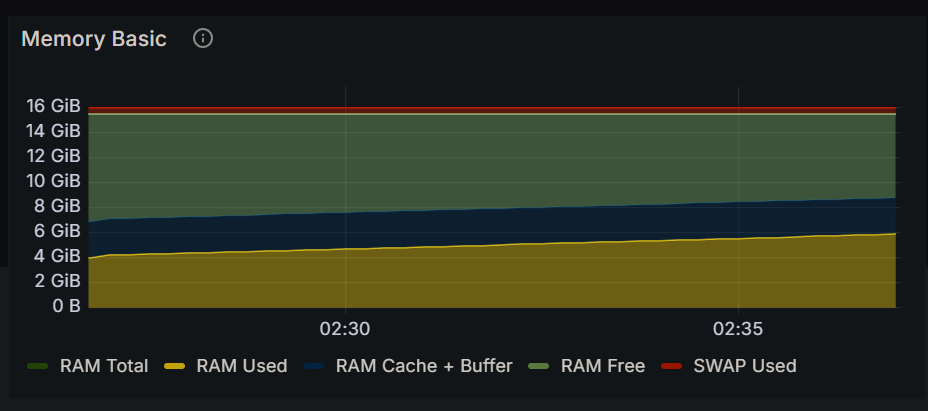 Memory Basic
16 GiB
14 GiB
12 GiB
10 GiB
8 GiB
6 GiB
4 GiB
2 GiB
0 B
02:30 02:35
RAM Total RAM Used RAM Cache + Buffer RAM Free SWAP Used